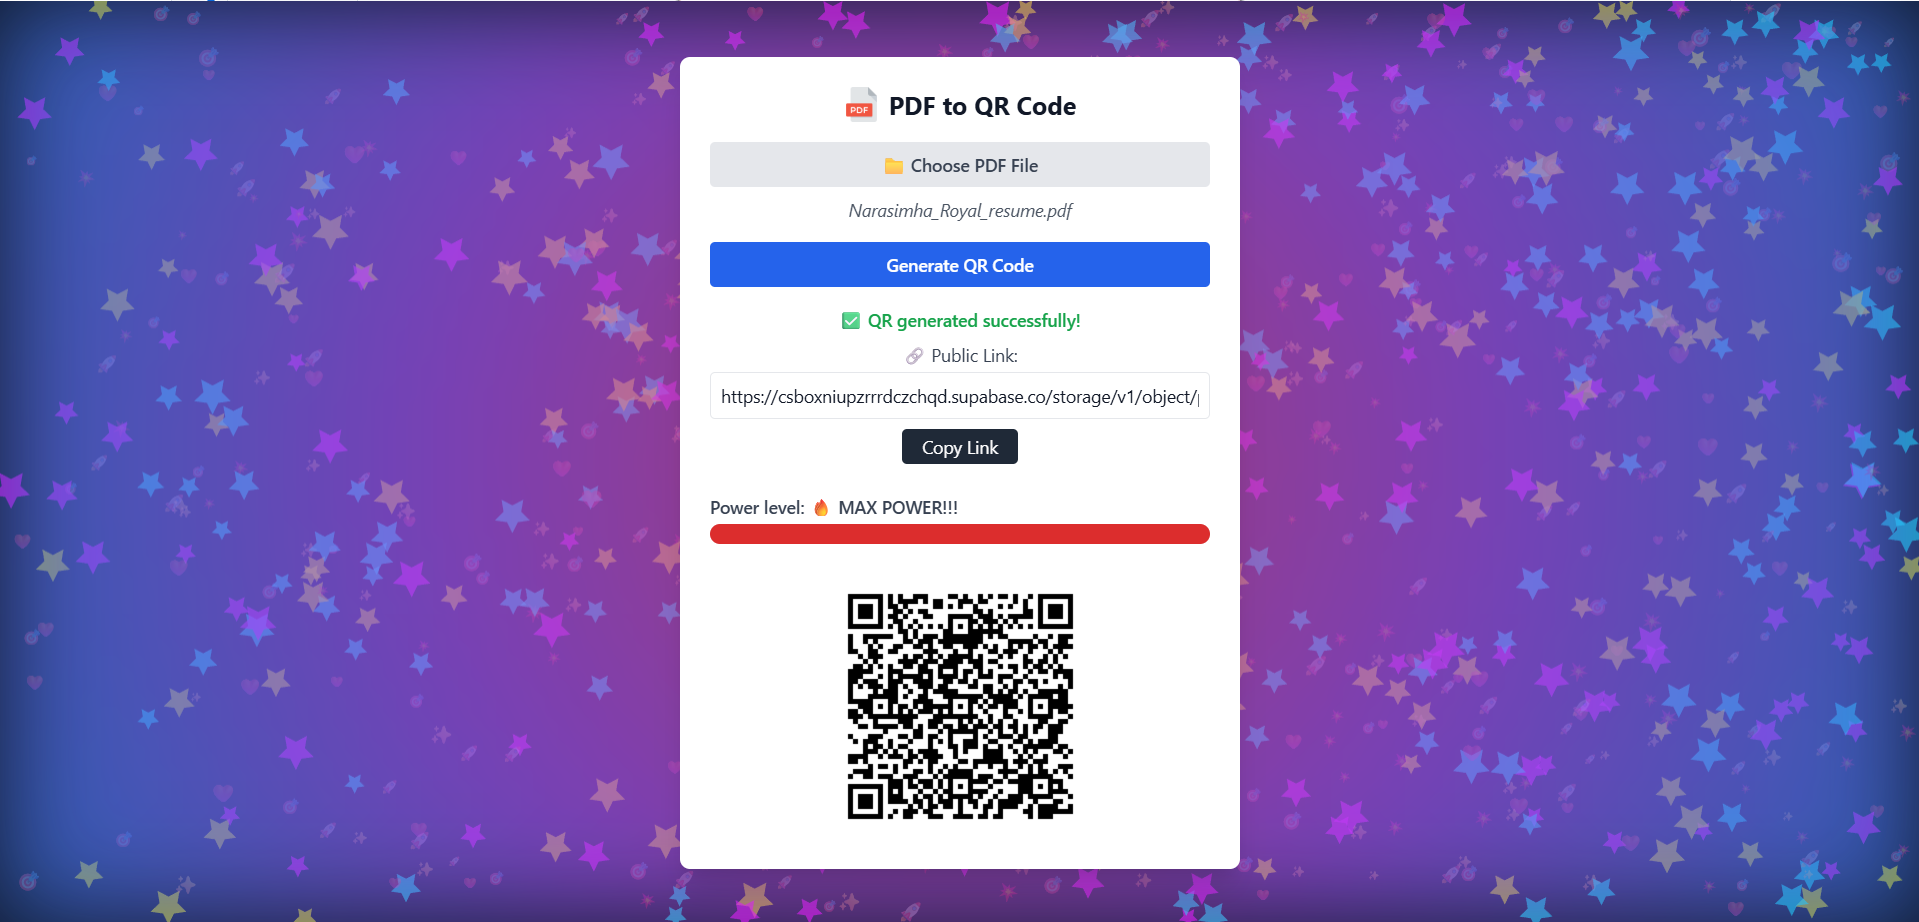 PDF
PDF to QR Code
Choose PDF File
Narasimha_Royal_resume.pdf
Generate QR Code
QR generated successfully!
Public Link:
https://csboxniupzrrrdczchqd.supabase.co/storage/v1/object/
Copy Link
Power level: 🔥 MAX POWER!!!